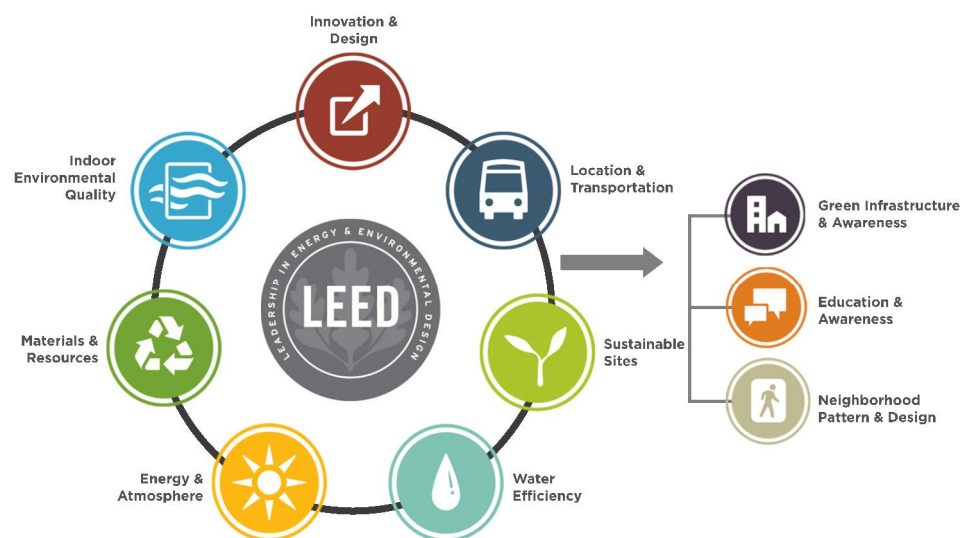 Innovation &
Design
Location &
Transportation
Sustainable
Sites
Water
Efficiency
Energy &
Atmosphere
Materials &
Resources
Indoor
Environmental
Quality
LEADERSHIP IN ENERGY & ENVIRONMENTAL DESIGN
LEED
Green Infrastructure
& Awareness
Education &
Awareness
Neighborhood
Pattern & Design